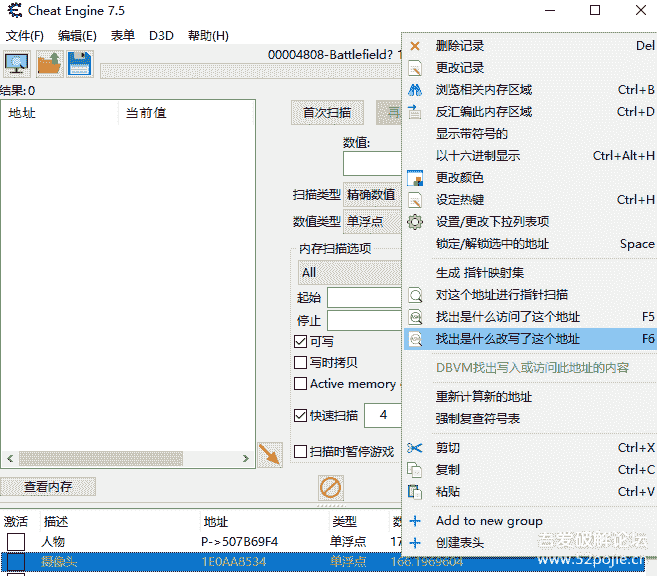 Cheat Engine 7.5
文件(F) 编辑(E) 表单 D3D 帮助(H)
00004808-Battlefield? 1
结果:0
地址 当前值
首次扫描 再
数值:
扫描类型 精确数值
数值类型 单浮点
内存扫描选项
All
起始
停止
可写
写时拷贝
Active memory
快速扫描 4
扫描时暂停游戏
查看内存
激活 描述 地址 类型 数
人物 P->507B69F4 单浮点 17
摄像头 1E0AA8534 单浮点 166.1969604
删除记录 Del
更改记录
浏览相关内存区域 Ctrl+B
反汇编此内存区域 Ctrl+D
显示带符号的
以十六进制显示 Ctrl+Alt+H
更改颜色
设定热键 Ctrl+H
设置/更改下拉列表项
锁定/解锁选中的地址 Space
生成 指针映射集
对这个地址进行指针扫描
找出是什么访问了这个地址 F5
找出是什么改写了这个地址 F6
DBVM找出写入或访问此地址的内容
重新计算新的地址
强制复查符号表
剪切 Ctrl+X
复制 Ctrl+C
粘贴 Ctrl+V
Add to new group
创建表头
吾爱破解论坛
www.52pojie.cn